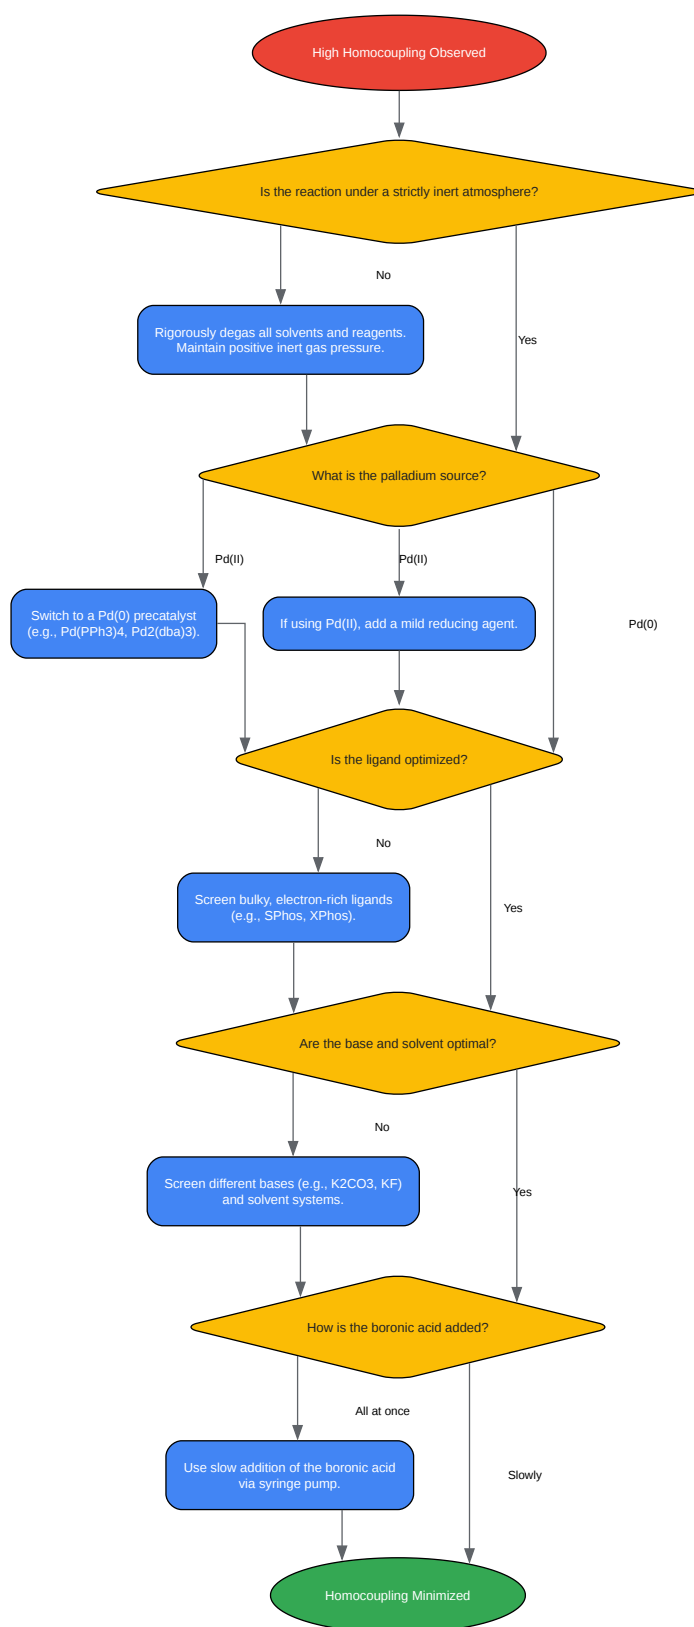 High Homocoupling Observed
Is the reaction under a strictly inert atmosphere?
No
Rigorously degas all solvents and reagents.
Maintain positive inert gas pressure.
Yes
What is the palladium source?
Pd(II)
Pd(II)
Switch to a Pd(0) precatalyst
(e.g., Pd(PPh3)4, Pd2(dba)3).
If using Pd(II), add a mild reducing agent.
Pd(0)
Is the ligand optimized?
No
Screen bulky, electron-rich ligands
(e.g., SPhos, XPhos).
Yes
Are the base and solvent optimal?
No
Screen different bases (e.g., K2CO3, KF)
and solvent systems.
Yes
How is the boronic acid added?
All at once
Use slow addition of the boronic acid
via syringe pump.
Slowly
Homocoupling Minimized